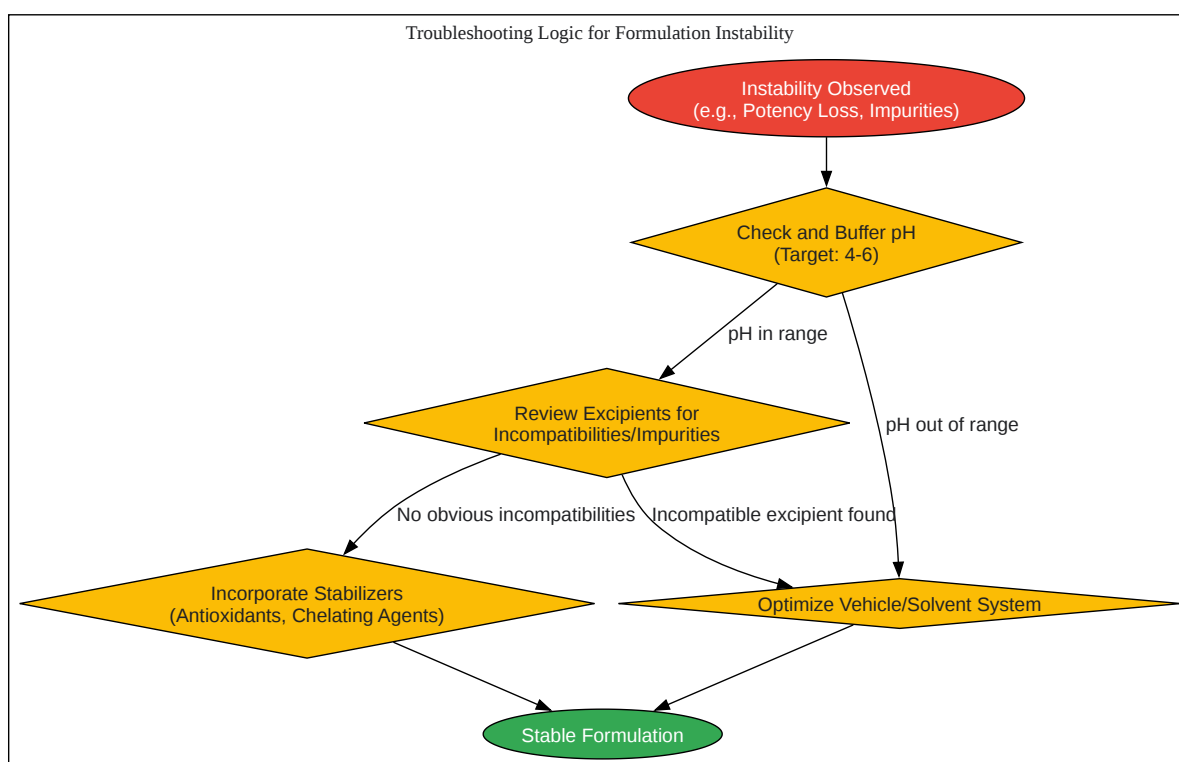 Troubleshooting Logic for Formulation Instability
Instability Observed
(e.g., Potency Loss, Impurities)
Check and Buffer pH
(Target: 4-6)
pH in range
Review Excipients for
Incompatibilities/Impurities
pH out of range
No obvious incompatibilities
Incompatible excipient found
Incorporate Stabilizers
(Antioxidants, Chelating Agents)
Optimize Vehicle/Solvent System
Stable Formulation